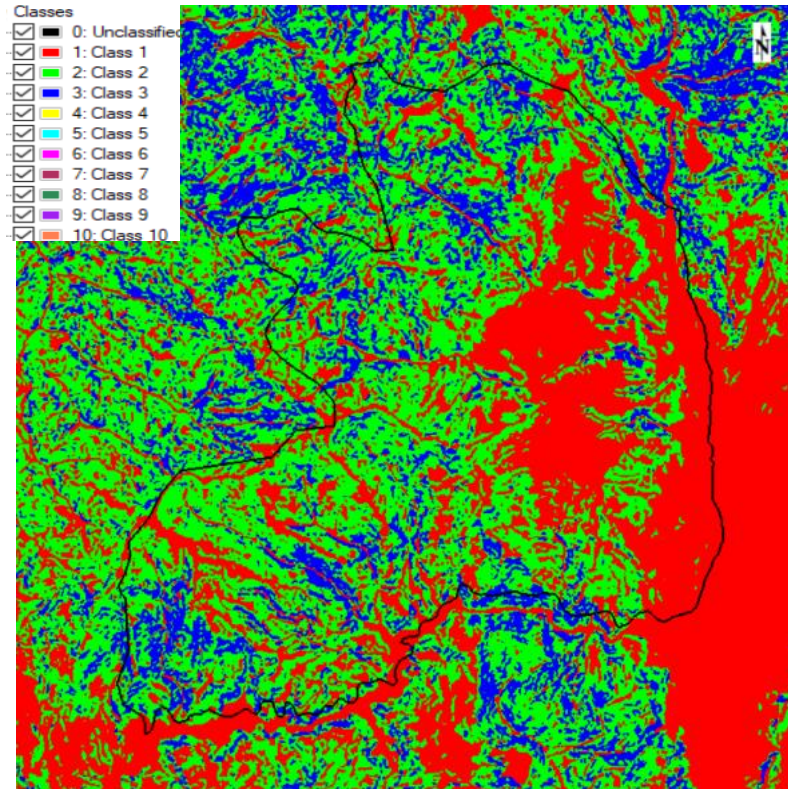 Classes
0: Unclassified
1: Class 1
2: Class 2
3: Class 3
4: Class 4
5: Class 5
6: Class 6
7: Class 7
8: Class 8
9: Class 9
10: Class 10
N